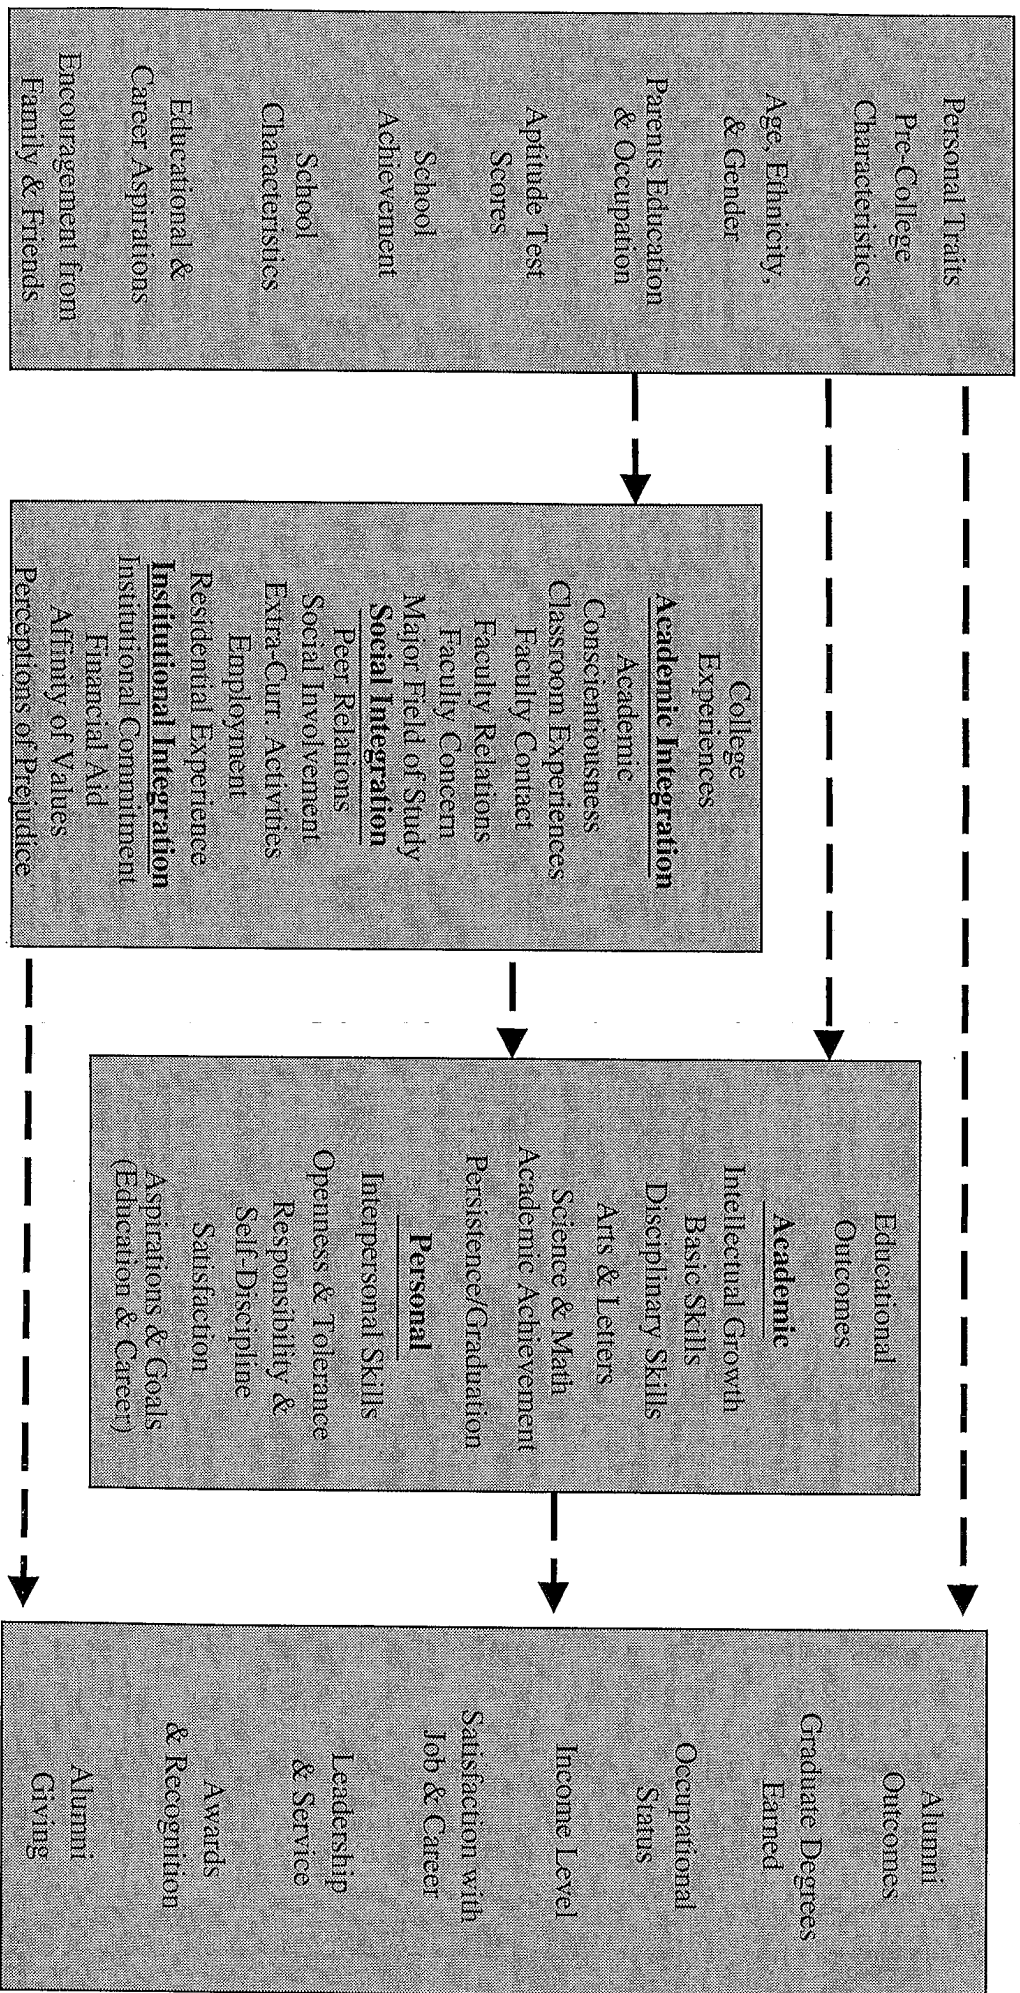 Personal Traits
Pre-College
Characteristics
Age, Ethnicity,
& Gender
Parents Education
& Occupation
Aptitude Test
Scores
School
Achievement
School
Characteristics
Educational &
Career Aspirations
Encouragement from
Family & Friends
College
Experiences
Academic Integration
Academic
Conscientiousness
Classroom Experiences
Faculty Contact
Faculty Relations
Faculty Concern
Major Field of Study
Social Integration
Peer Relations
Social Involvement
Extra-Curr. Activities
Employment
Residential Experience
Institutional Integration
Institutional Commitment
Financial Aid
Affinity of Values
Perceptions of Prejudice
Educational
Outcomes
Academic
Intellectual Growth
Basic Skills
Disciplinary Skills
Arts & Letters
Science & Math
Academic Achievement
Persistence/Graduation
Personal
Interpersonal Skills
Openness & Tolerance
Responsibility &
Self-Discipline
Satisfaction
Aspirations & Goals
(Education & Career)
Alumni
Outcomes
Graduate Degrees
Earned
Occupational
Status
Income Level
Satisfaction with
Job & Career
Leadership
& Service
Awards
& Recognition
Alumni
Giving